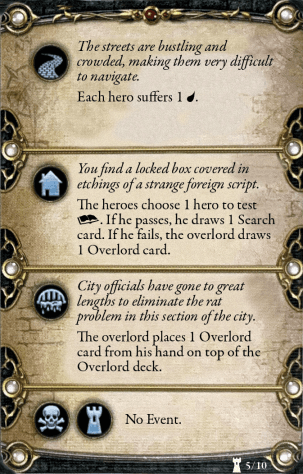 The streets are bustling and
crowded, making them very difficult
to navigate.
Each hero suffers 1 .
You find a locked box covered in
etchings of a strange foreign script.
The heroes choose 1 hero to test
. If he passes, he draws 1 Search
card. If he fails, the overlord draws
1 Overlord card.
City officials have gone to great
lengths to eliminate the rat
problem in this section of the city.
The overlord places 1 Overlord
card from his hand on top of the
Overlord deck.
No Event.
5/10